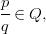 p/q ∈ Q,